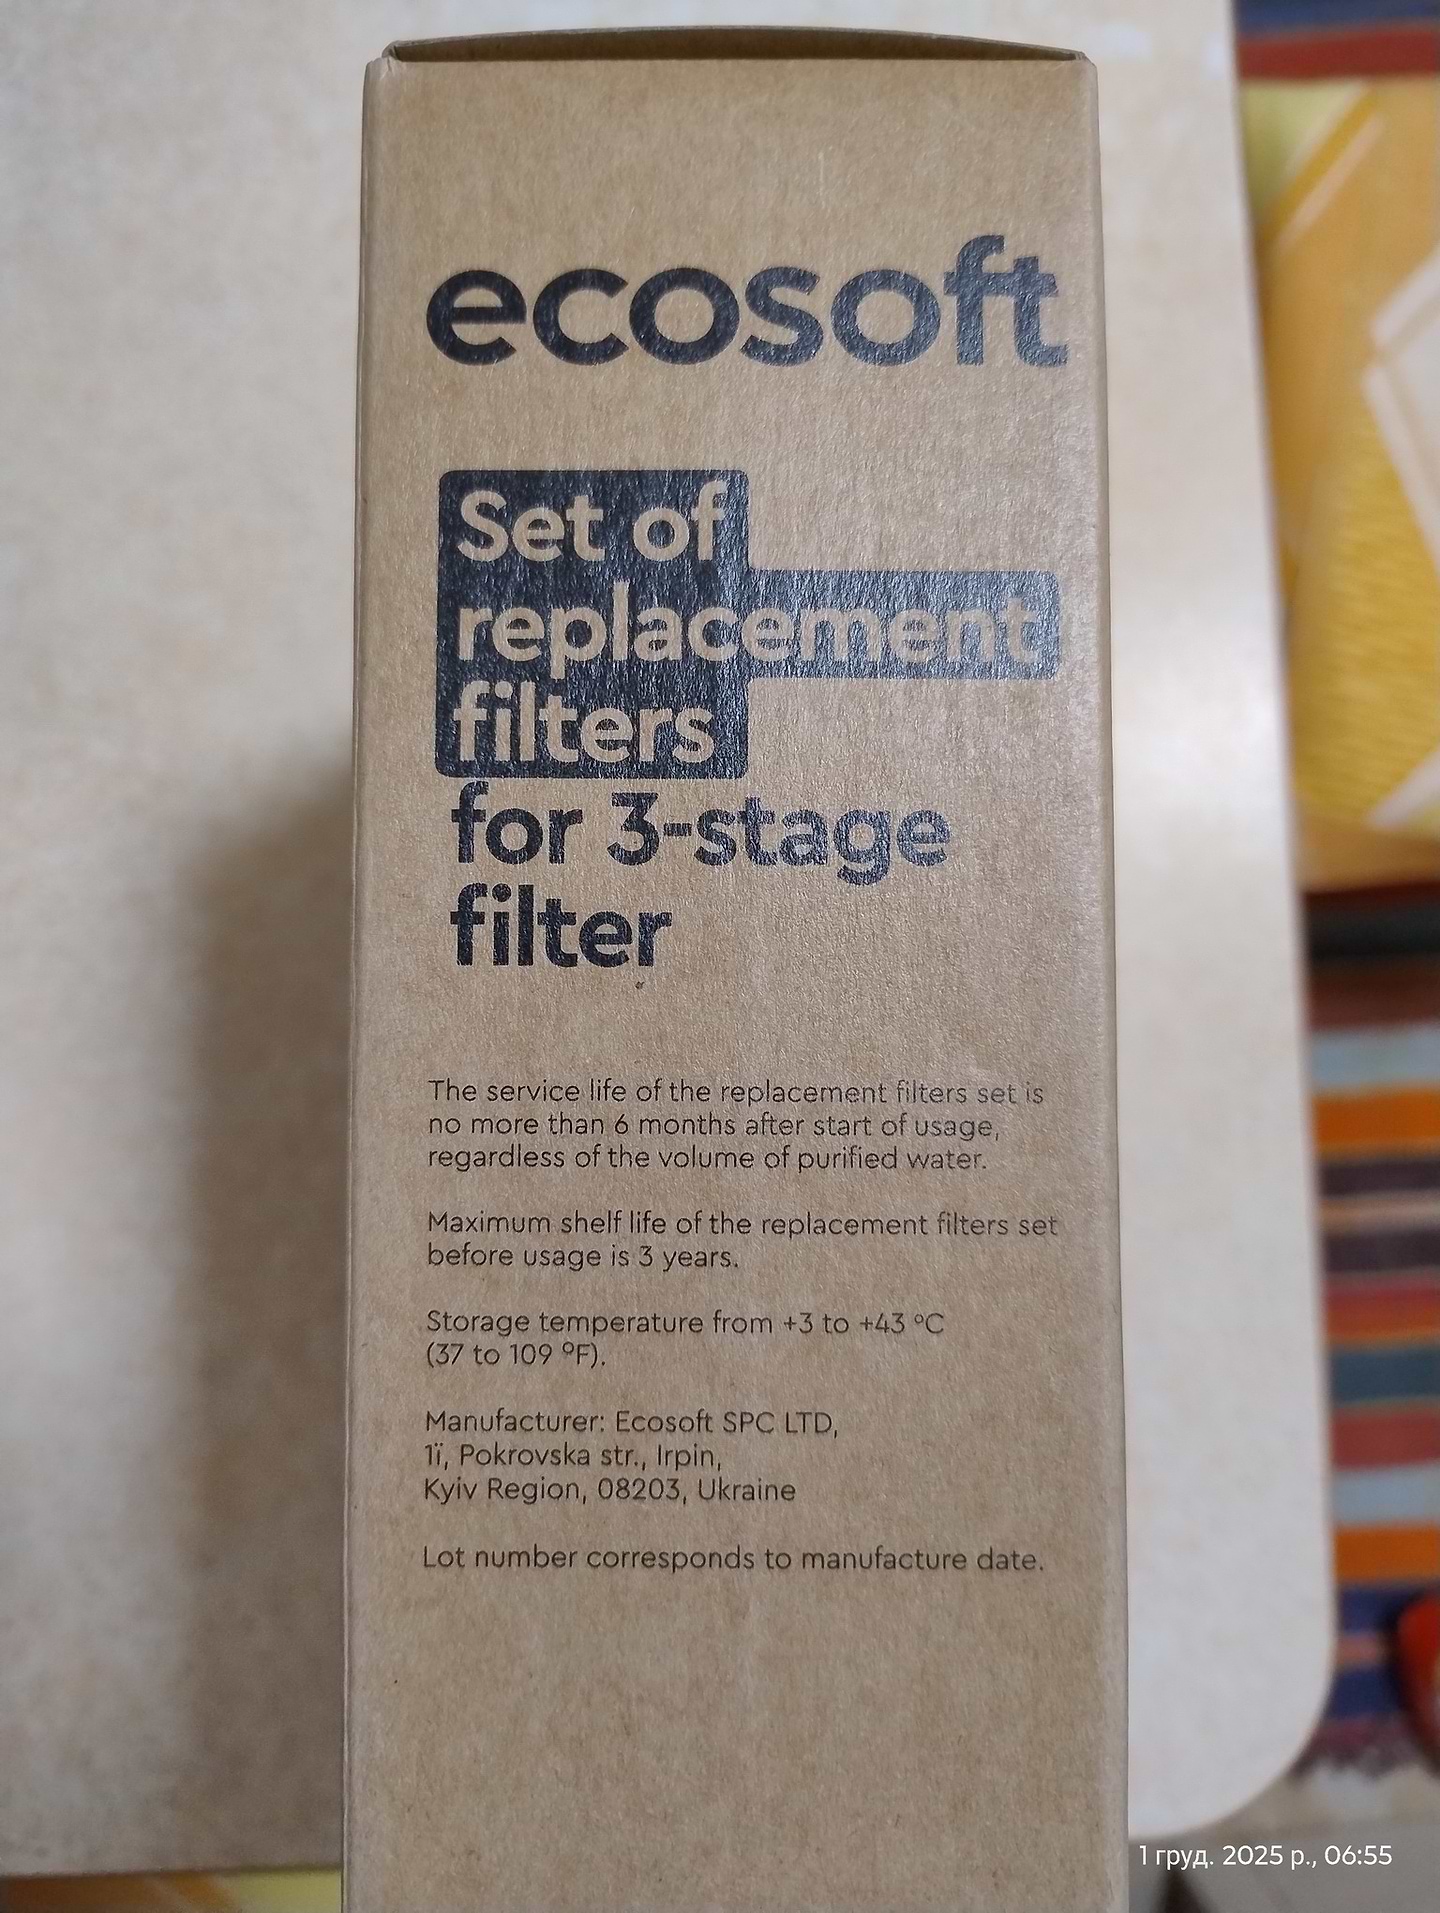 ecosoft
Set of
replacement
filters
for 3-stage
filter
The service life of the replacement filters set is
no more than 6 months after start of usage,
regardless of the volume of purified water.
Maximum shelf life of the replacement filters set
before usage is 3 years.
Storage temperature from +3 to +43 ºC
(37 to 109 ºF).
Manufacturer: Ecosoft SPC LTD,
1ї, Pokrovska str., Irpin,
Kyiv Region, 08203, Ukraine
Lot number corresponds to manufacture date.
1 груд. 2025 р., 06:55